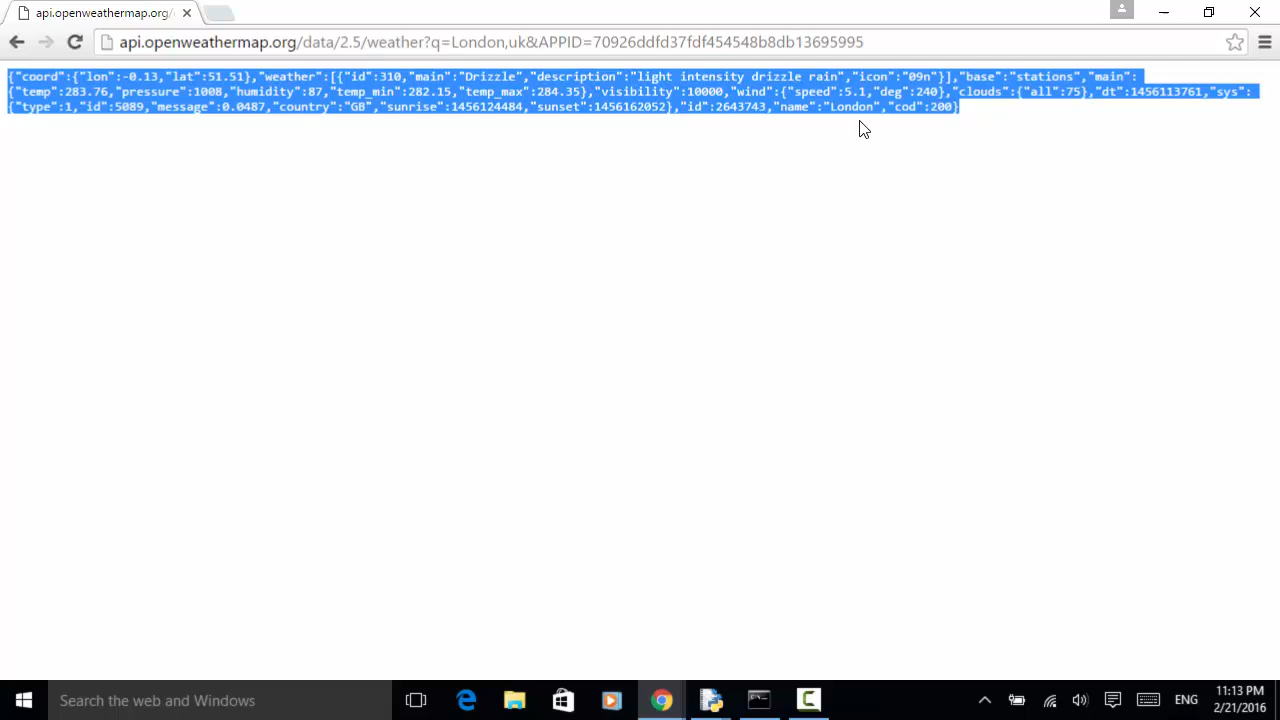 api.openweathermap.org/
api.openweathermap.org/data/2.5/weather?q=London,uk&APPID=70926ddfd37fdf454548b8db13695995
{"coord":{"lon":-0.13,"lat":51.51},"weather":[{"id":310,"main":"Drizzle","description":"light intensity drizzle rain","icon":"09n"}],"base":"stations","main":
{"temp":283.76,"pressure":1008,"humidity":87,"temp_min":282.15,"temp_max":284.35},"visibility":10000,"wind":{"speed":5.1,"deg":240},"clouds":{"all":75},"dt":1456113761,"sys":
{"type":1,"id":5089,"message":0.0487,"country":"GB","sunrise":1456124484,"sunset":1456162052},"id":2643743,"name":"London","cod":200}
Search the web and Windows
ENG
11:13 PM
2/21/2016